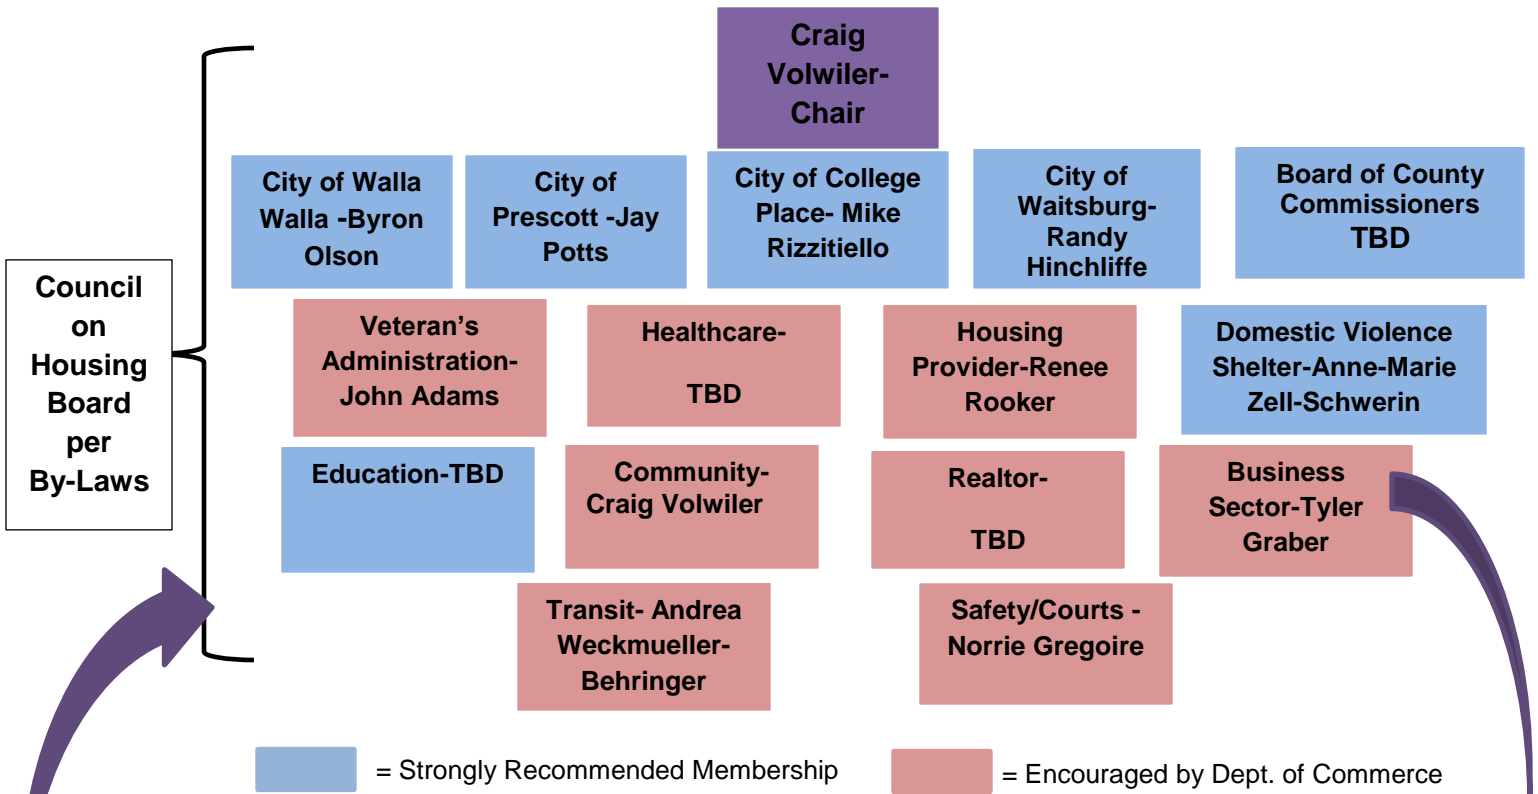 Craig
Volwiler-
Chair
City of Walla
Walla -Byron
Olson
City of
Prescott -Jay
Potts
City of College
Place- Mike
Rizzitiello
City of
Waitsburg-
Randy
Hinchliffe
Board of County
Commissioners
TBD
Council
on
Housing
Board
per
By-Laws
Veteran’s
Administration-
John Adams
Healthcare-
TBD
Housing
Provider-Renee
Rooker
Domestic Violence
Shelter-Anne-Marie
Zell-Schwerin
Education-TBD
Community-
Craig Volwiler
Realtor-
TBD
Business
Sector-Tyler
Graber
Transit- Andrea
Weckmueller-
Behringer
Safety/Courts -
Norrie Gregoire
= Strongly Recommended Membership
= Encouraged by Dept. of Commerce